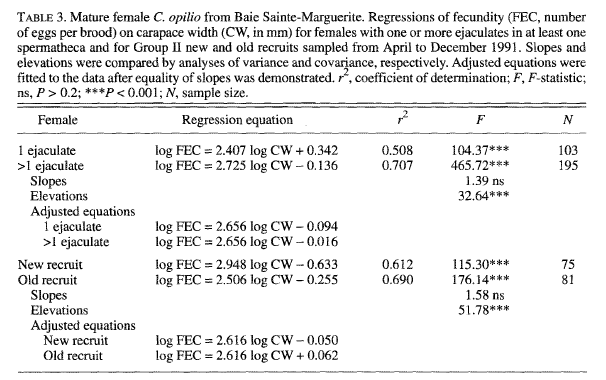 TABLE 3. Mature female C. opilio from Baie Sainte-Marguerite. Regressions of fecundity (FEC, number
of eggs per brood) on carapace width (CW, in mm) for females with one or more ejaculates in at least one
spermatheca and for Group II new and old recruits sampled from April to December 1991. Slopes and
elevations were compared by analyses of variance and covariance, respectively. Adjusted equations were
fitted to the data after equality of slopes was demonstrated. r², coefficient of determination; F, F-statistic;
ns, P > 0.2; ***P < 0.001; N, sample size.
Female Regression equation r² F N
1 ejaculate log FEC = 2.407 log CW + 0.342 0.508 104.37*** 103
>1 ejaculate log FEC = 2.725 log CW – 0.136 0.707 465.72*** 195
Slopes 1.39 ns
Elevations 32.64***
Adjusted equations
1 ejaculate log FEC = 2.656 log CW – 0.094
>1 ejaculate log FEC = 2.656 log CW – 0.016
New recruit log FEC = 2.948 log CW – 0.633 0.612 115.30*** 75
Old recruit log FEC = 2.506 log CW – 0.255 0.690 176.14*** 81
Slopes 1.58 ns
Elevations 51.78***
Adjusted equations
New recruit log FEC = 2.616 log CW – 0.050
Old recruit log FEC = 2.616 log CW + 0.062